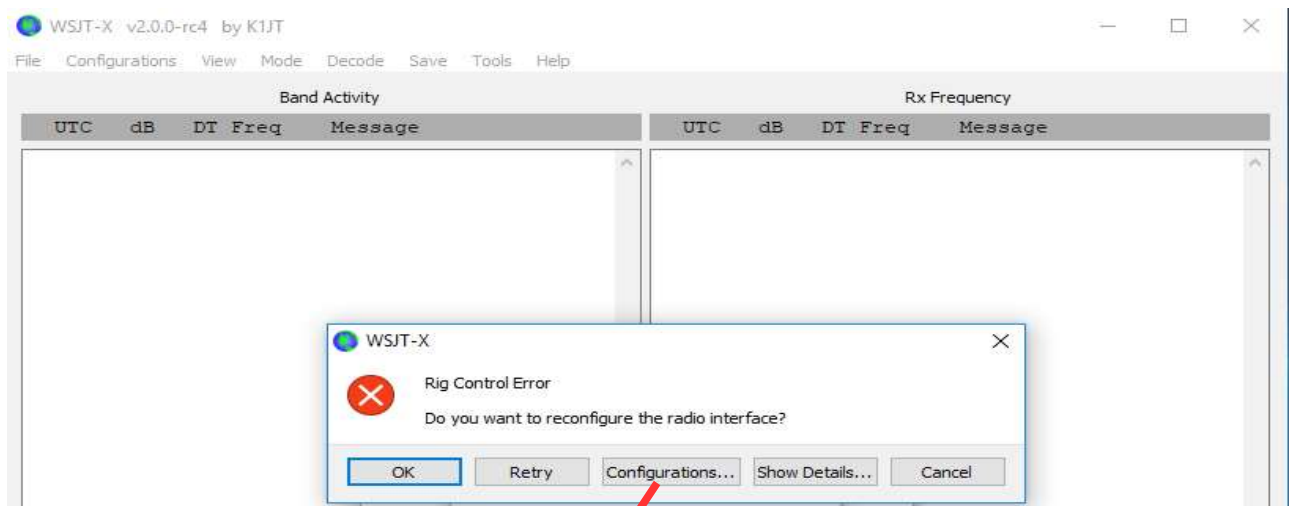 WSJT-X v2.0.0-rc4 by K1JT
File Configurations View Mode Decode Save Tools Help
Band Activity
Rx Frequency
UTC dB DT Freq Message
UTC dB DT Freq Message
WSJT-X
Rig Control Error
Do you want to reconfigure the radio interface?
OK Retry Configurations... Show Details... Cancel